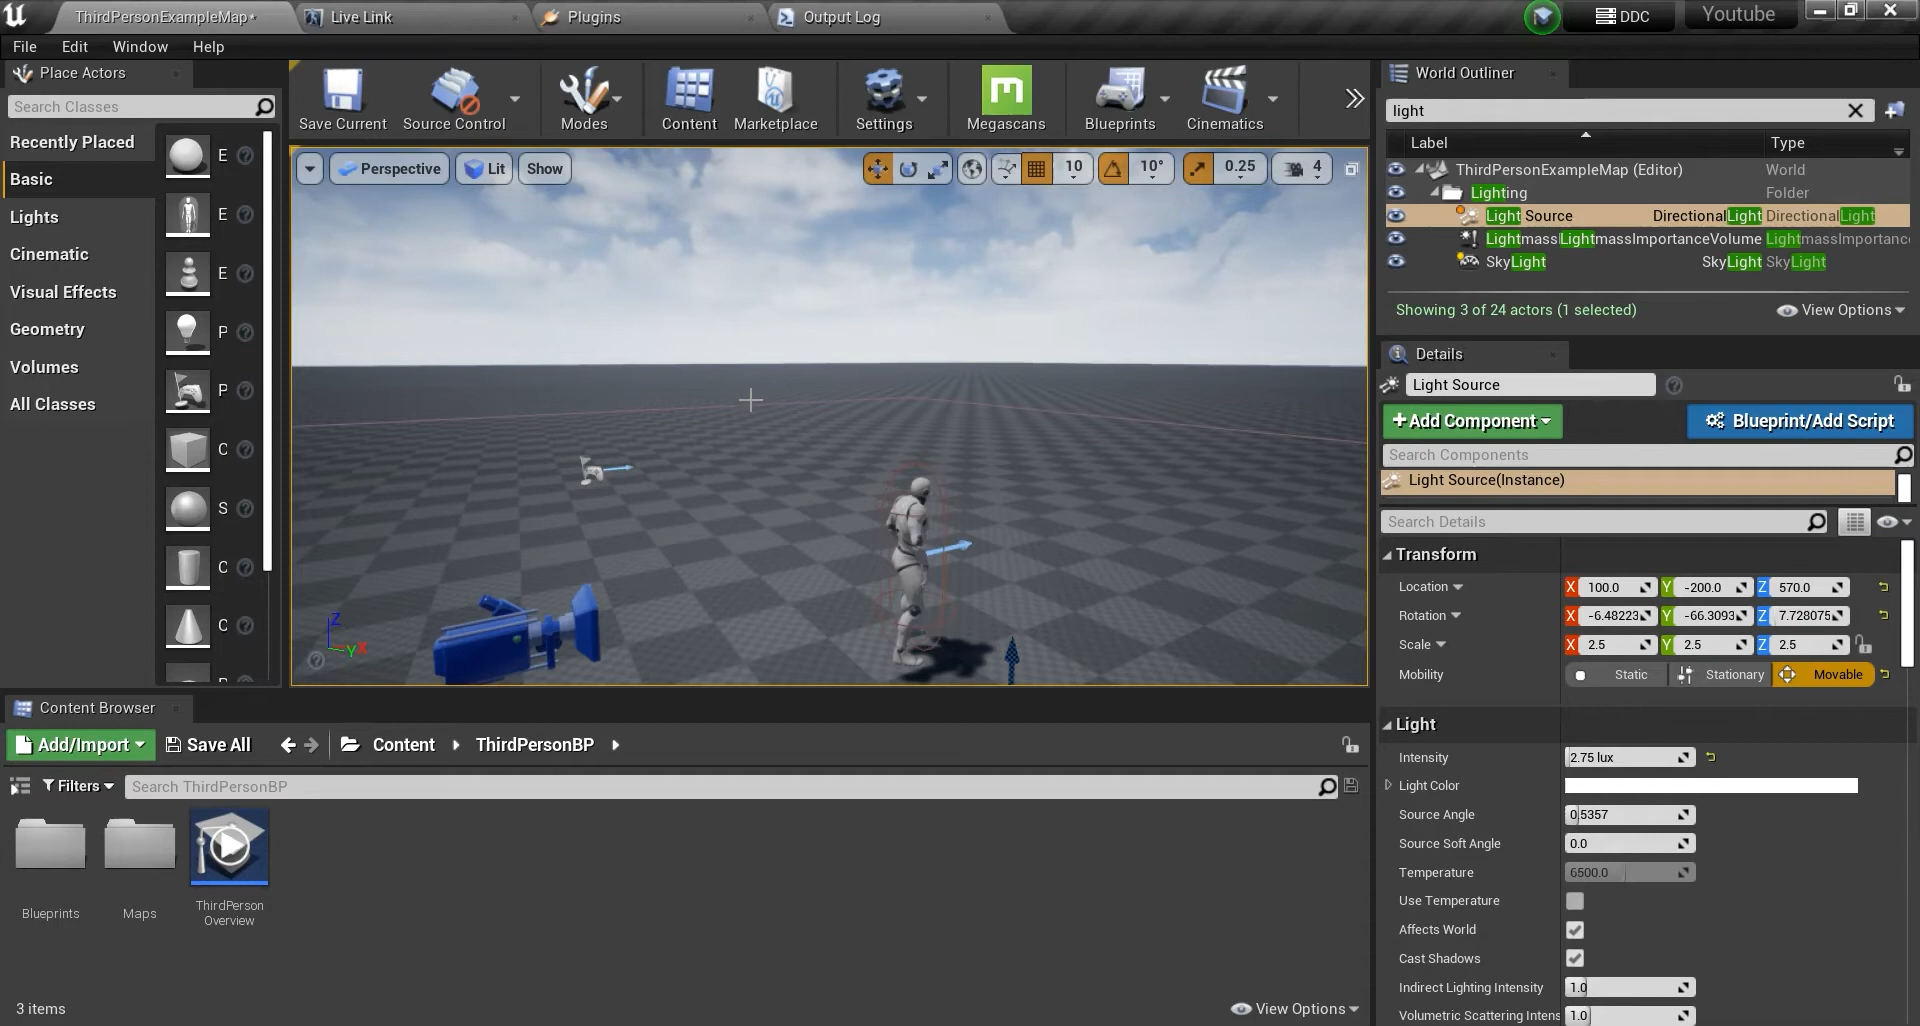 ThirdPersonExampleMap*
Live Link
Plugins
Output Log
DDC
Youtube
File Edit Window Help
Place Actors
Search Classes
Recently Placed
Basic
Lights
Cinematic
Visual Effects
Geometry
Volumes
All Classes
E
E
E
P
P
C
S
C
C
Save Current
Source Control
Modes
Content
Marketplace
Settings
Megascans
Blueprints
Cinematics
Perspective
Lit
Show
10
10°
0.25
4
Z
Y X
World Outliner
light
Label Type
ThirdPersonExampleMap (Editor) World
Lighting Folder
Light Source DirectionalLight DirectionalLight
Lightmass LightmassImportanceVolume LightmassImportanc
SkyLight SkyLight SkyLight
Showing 3 of 24 actors (1 selected)
View Options
Details
Light Source
+Add Component
Blueprint/Add Script
Search Components
Light Source(Instance)
Search Details
Transform
Location X 100.0 Y -200.0 Z 570.0
Rotation X -6.48223 Y -66.3093 Z 7.728075
Scale X 2.5 Y 2.5 Z 2.5
Mobility Static Stationary Movable
Light
Intensity 2.75 lux
Light Color
Source Angle 0.5357
Source Soft Angle 0.0
Temperature 6500.0
Use Temperature
Affects World
Cast Shadows
Indirect Lighting Intensity 1.0
Volumetric Scattering Intens 1.0
Content Browser
Add/Import
Save All
Content
ThirdPersonBP
Filters
Search ThirdPersonBP
Blueprints
Maps
ThirdPerson
Overview
3 items
View Options